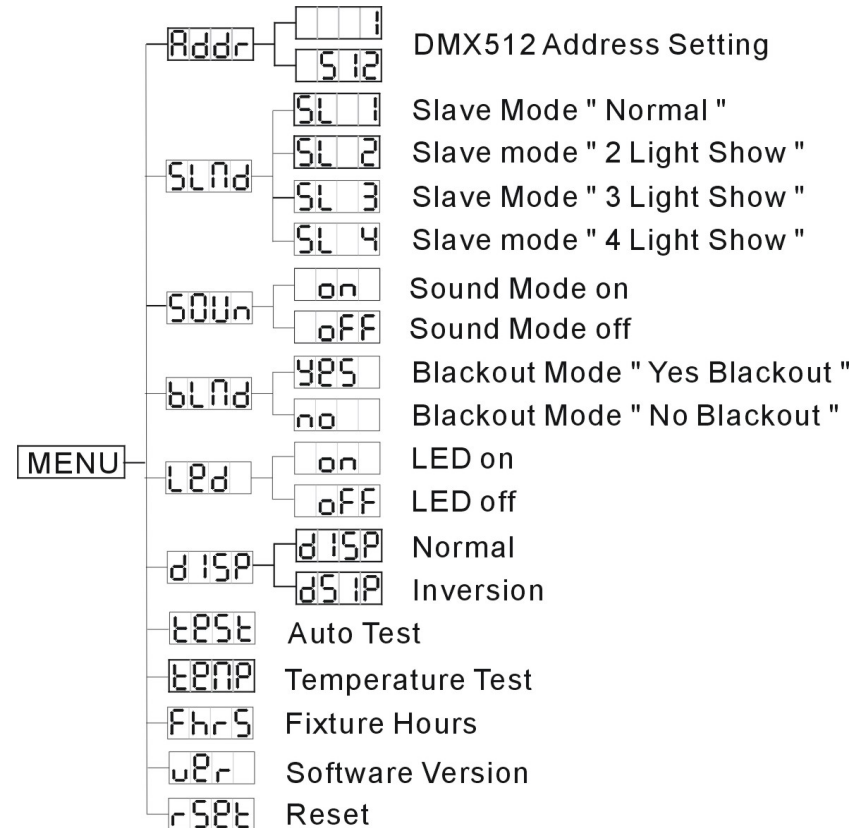 Addr 1 DMX512 Address Setting
512
SLMd SL 1 Slave Mode " Normal "
SL 2 Slave mode " 2 Light Show "
SL 3 Slave Mode " 3 Light Show "
SL 4 Slave mode " 4 Light Show "
SOUn on Sound Mode on
oFF Sound Mode off
bLMd yes Blackout Mode " Yes Blackout "
no Blackout Mode " No Blackout "
MENU
Led on LED on
oFF LED off
dISP dISP Normal
dSIP Inversion
test Auto Test
teMP Temperature Test
FhrS Fixture Hours
ver Software Version
rSet Reset